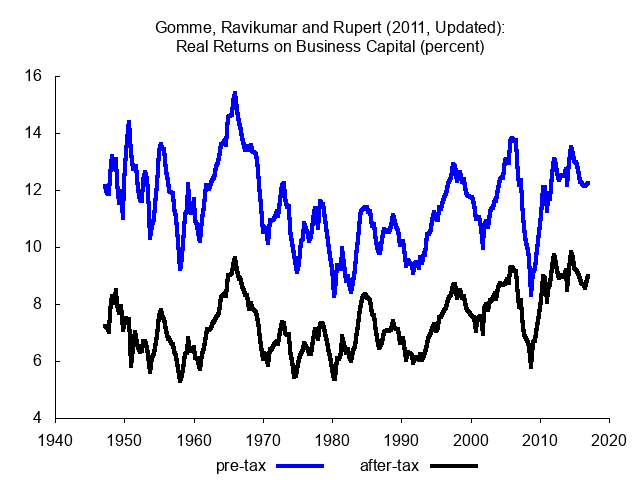 Gomme, Ravikumar and Rupert (2011, Updated):
Real Returns on Business Capital (percent)
16
14
12
10
8
6
4
1940 1950 1960 1970 1980 1990 2000 2010 2020
pre-tax after-tax